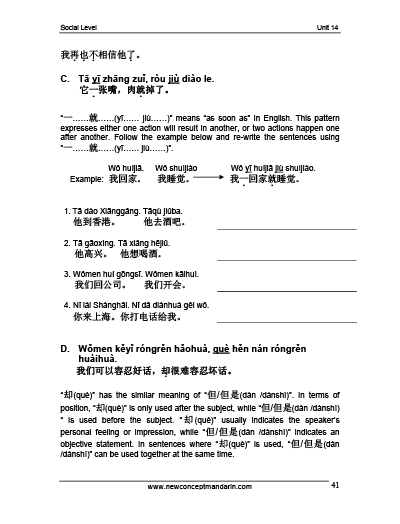 Social Level Unit 14
我再也不相信他了。
C. Tā yī zhāng zuǐ, ròu jiù diào le.
它一张嘴，肉就掉了。
“一……就……(yī…… jiù……)” means “as soon as” in English. This pattern
expresses either one action will result in another, or two actions happen one
after another. Follow the example below and re-write the sentences using
“一……就……(yī…… jiù……)”.
Wǒ huíjiā. Wǒ shuìjiào Wǒ yī huíjiā jiù shuìjiào.
Example: 我回家。 我睡觉。 我一回家就睡觉。
1. Tā dào Xiānggǎng. Tāqù jiǔba.
他到香港。 他去酒吧。
2. Tā gāoxìng. Tā xiǎng hējiǔ.
他高兴。 他想喝酒。
3. Wǒmen huí gōngsī. Wǒmen kāihuì.
我们回公司。 我们开会。
4. Nǐ lái Shànghǎi. Nǐ dǎ diànhuà gěi wǒ.
你来上海。你打电话给我。
D. Wǒmen kěyǐ róngrěn hǎohuà, què hěn nán róngrěn
huàihuà.
我们可以容忍好话，却很难容忍坏话。
“却(què)” has the similar meaning of “但/但是(dàn /dànshì)”. In terms of
position, “却(què)” is only used after the subject, while “但/但是(dàn /dànshì)
” is used before the subject. “却(què)” usually indicates the speaker's
personal feeling or impression, while “但/但是(dàn /dànshì)” indicates an
objective statement. In sentences where “却(què)” is used, “但/但是(dàn
/dànshì)” can be used together at the same time.
www.newconceptmandarin.com 41